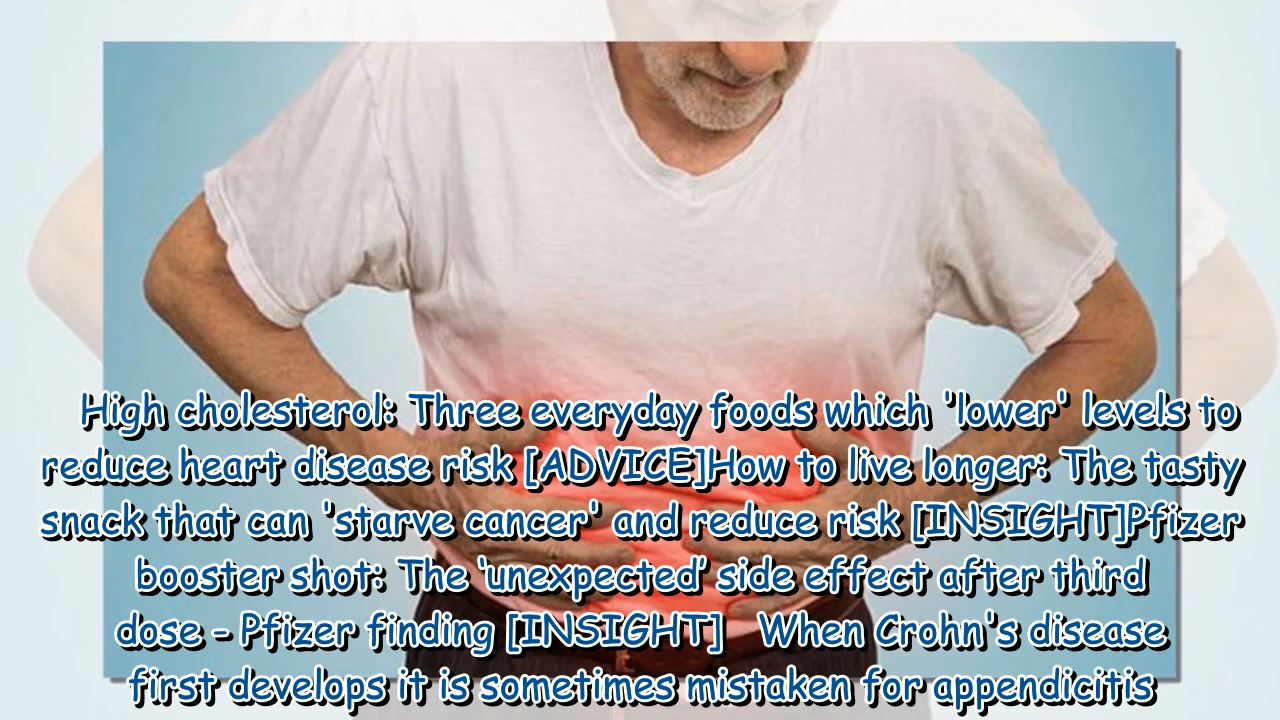 High cholesterol: Three everyday foods which 'lower' levels to
reduce heart disease risk [ADVICE]How to live longer: The tasty
snack that can 'starve cancer' and reduce risk [INSIGHT]Pfizer
booster shot: The 'unexpected' side effect after third
dose - Pfizer finding [INSIGHT]   When Crohn's disease
first develops it is sometimes mistaken for appendicitis